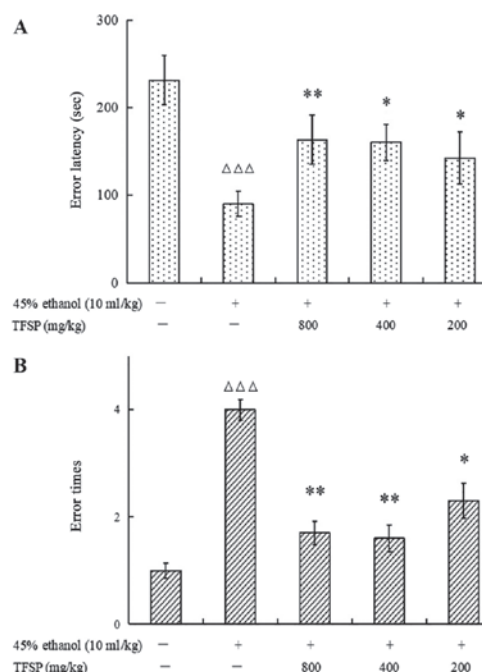 A
300
200
100
0
Error latency (sec)
**
*
*
△△△
45% ethanol (10 ml/kg) — + + + +
TFSP (mg/kg) — — 800 400 200
B
4
2
0
Error times
△△△
**
**
*
45% ethanol (10 ml/kg) — + + + +
TFSP (mg/kg) — — 800 400 200